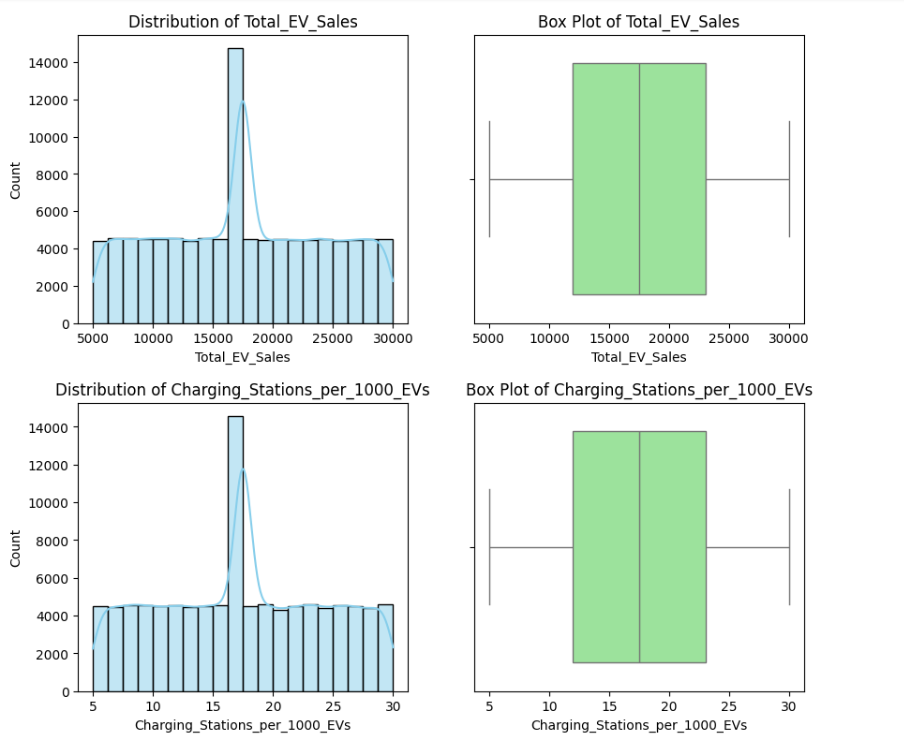 Distribution of Total_EV_Sales
Count
14000
12000
10000
8000
6000
4000
2000
0
5000 10000 15000 20000 25000 30000
Total_EV_Sales
Box Plot of Total_EV_Sales
5000 10000 15000 20000 25000 30000
Total_EV_Sales
Distribution of Charging_Stations_per_1000_EVs
Count
14000
12000
10000
8000
6000
4000
2000
0
5 10 15 20 25 30
Charging_Stations_per_1000_EVs
Box Plot of Charging_Stations_per_1000_EVs
5 10 15 20 25 30
Charging_Stations_per_1000_EVs